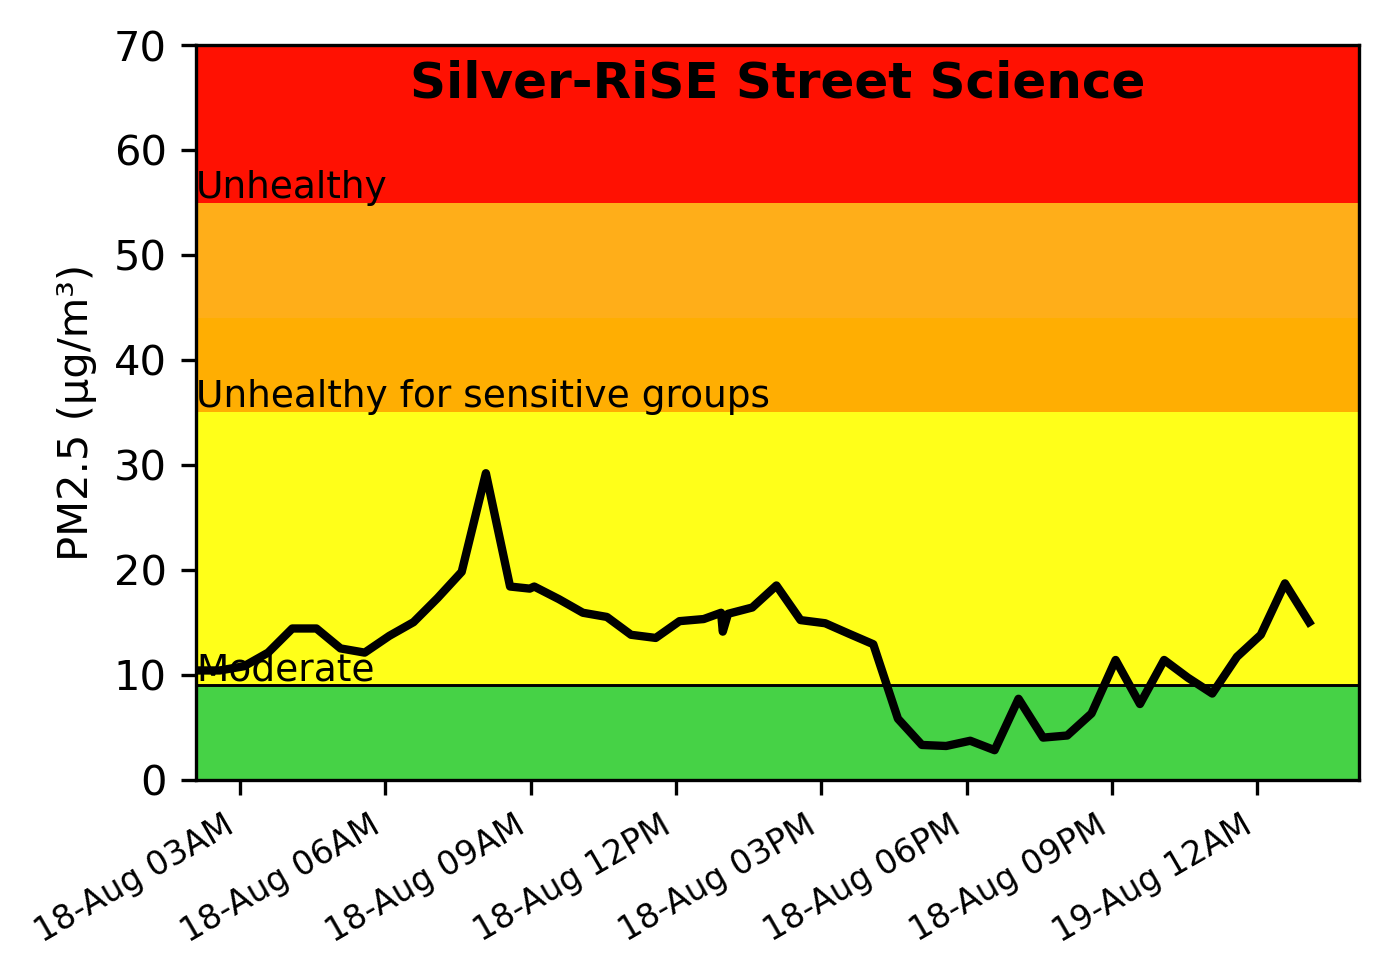 Silver-RiSE Street Science
70
60
Unhealthy
50
40
Unhealthy for sensitive groups
30
20
Moderate
10
0
PM2.5 (µg/m³)
18-Aug 03AM
18-Aug 06AM
18-Aug 09AM
18-Aug 12PM
18-Aug 03PM
18-Aug 06PM
18-Aug 09PM
19-Aug 12AM